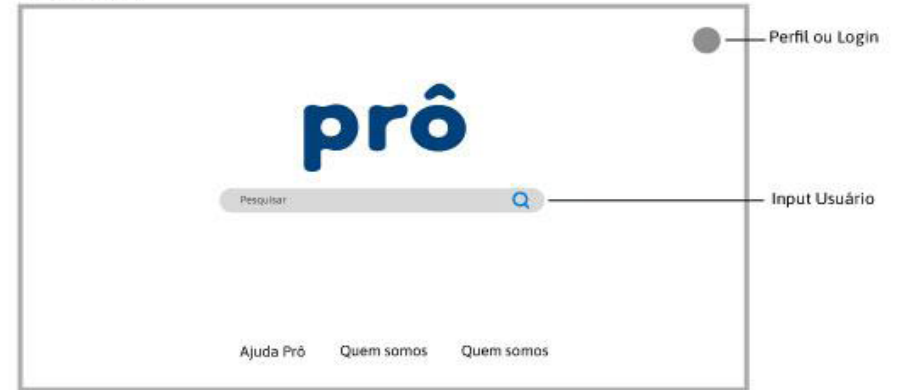 Perfil ou Login
prô
Pesquisar
Input Usuário
Ajuda Prô Quem somos Quem somos